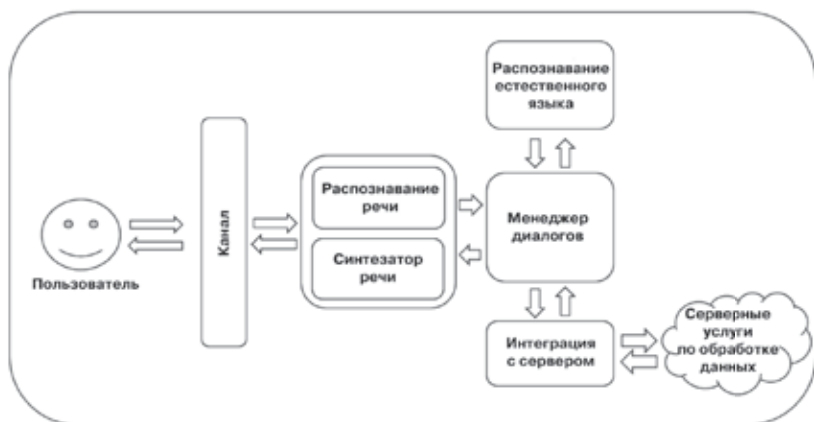 Пользователь
Канал
Распознавание
речи
Синтезатор
речи
Распознавание
естественного
языка
Менеджер
диалогов
Интеграция
с сервером
Серверные
услуги
по обработке
данных